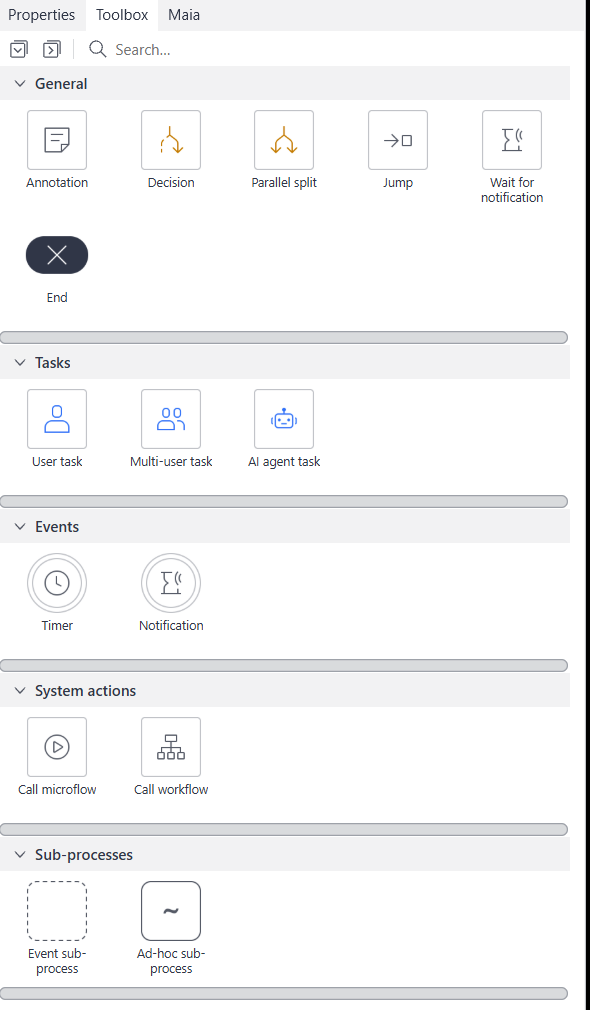 Properties Toolbox Maia
Search...
General
Annotation Decision Parallel split Jump Wait for
notification
End
Tasks
User task Multi-user task AI agent task
Events
Timer Notification
System actions
Call microflow Call workflow
Sub-processes
Event sub- Ad-hoc sub-
process process